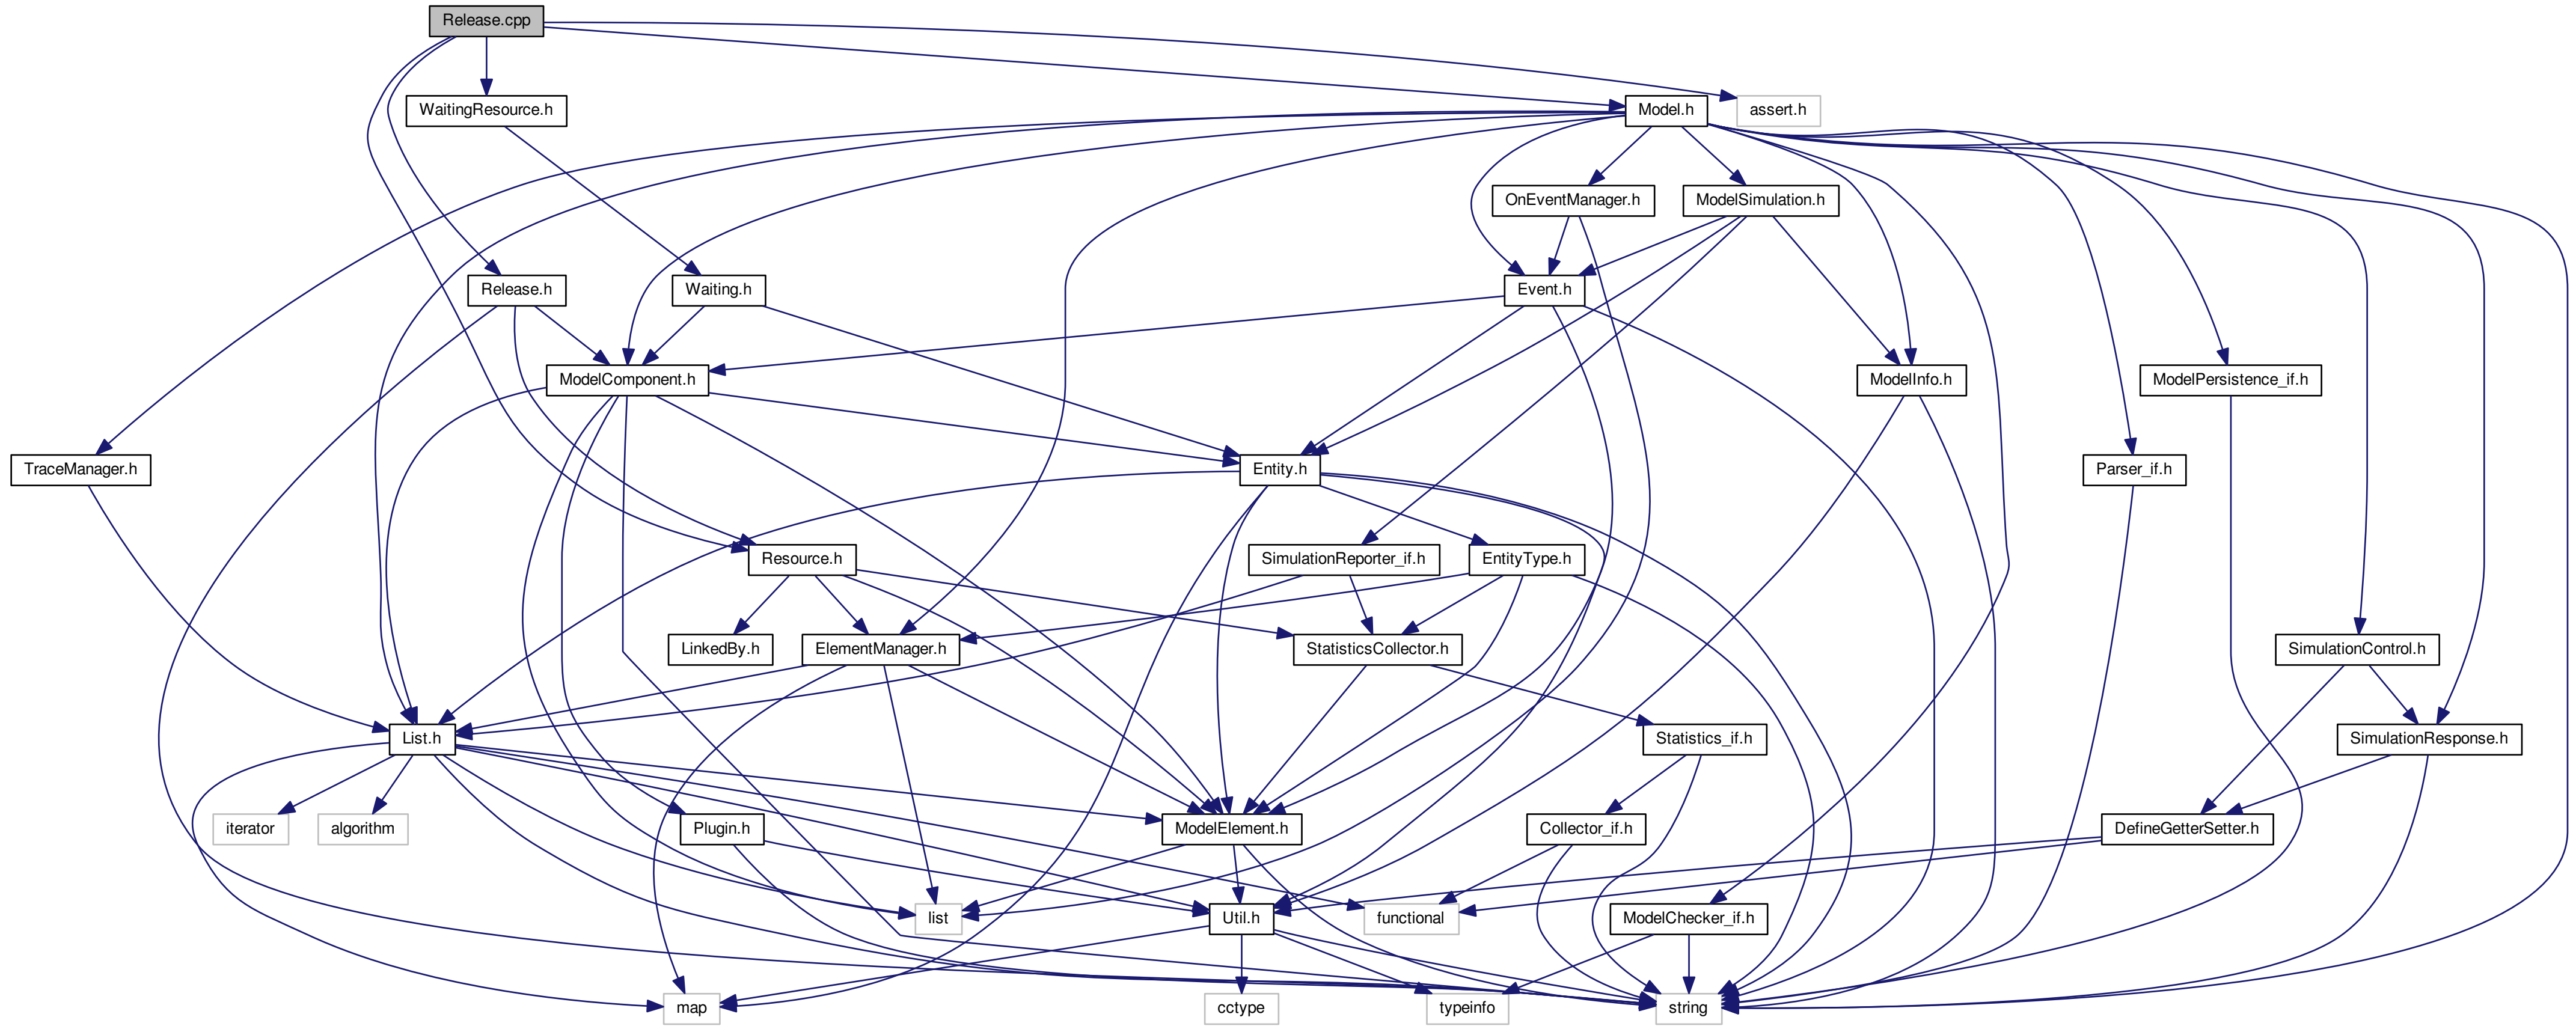 Release.cpp
WaitingResource.h
Model.h
assert.h
OnEventManager.h
ModelSimulation.h
Release.h
Waiting.h
Event.h
ModelComponent.h
ModelInfo.h
ModelPersistence_if.h
TraceManager.h
Entity.h
Parser_if.h
Resource.h
SimulationReporter_if.h
EntityType.h
LinkedBy.h
ElementManager.h
StatisticsCollector.h
SimulationControl.h
List.h
Statistics_if.h
SimulationResponse.h
iterator
algorithm
Plugin.h
ModelElement.h
Collector_if.h
DefineGetterSetter.h
list
Util.h
functional
ModelChecker_if.h
map
cctype
typeinfo
string